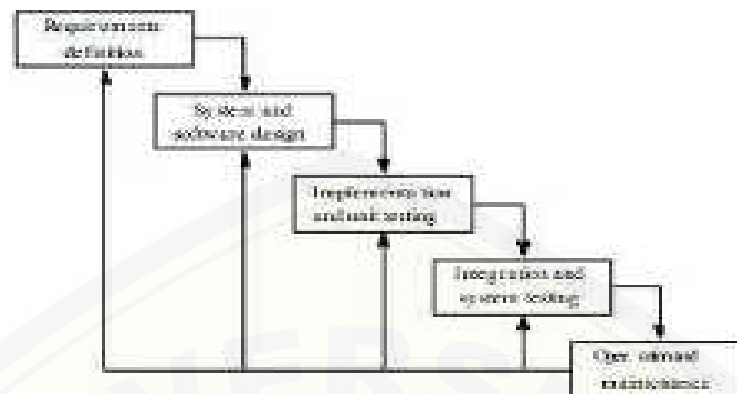 Requirements
definition
System and
software design
Implementation
and unit testing
Integration and
system testing
Operation and
maintenance